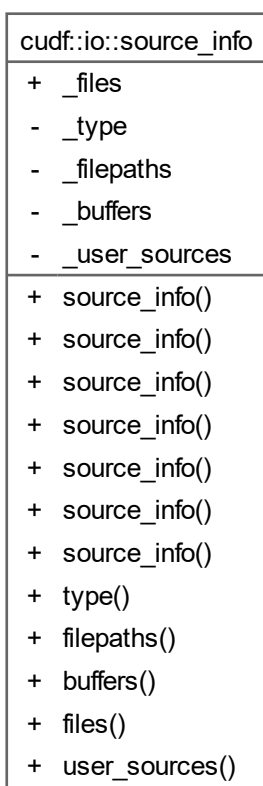 cudf::io::source_info
+ _files
- _type
- _filepaths
- _buffers
- _user_sources
+ source_info()
+ source_info()
+ source_info()
+ source_info()
+ source_info()
+ source_info()
+ source_info()
+ type()
+ filepaths()
+ buffers()
+ files()
+ user_sources()